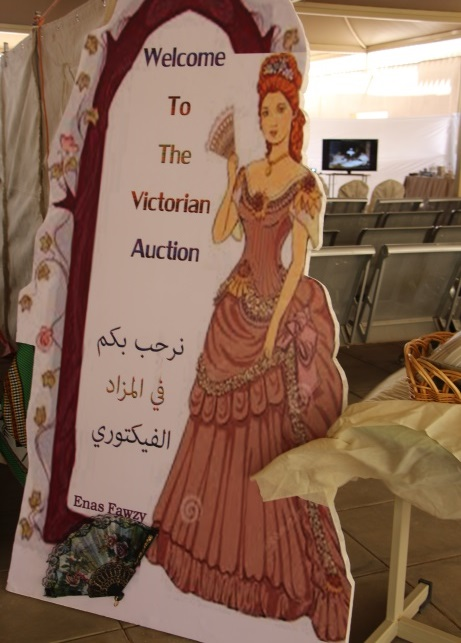 Welcome
To
The
Victorian
Auction
نرحب بكم
في المزاد
الفيكتوري
Enas Fawzy